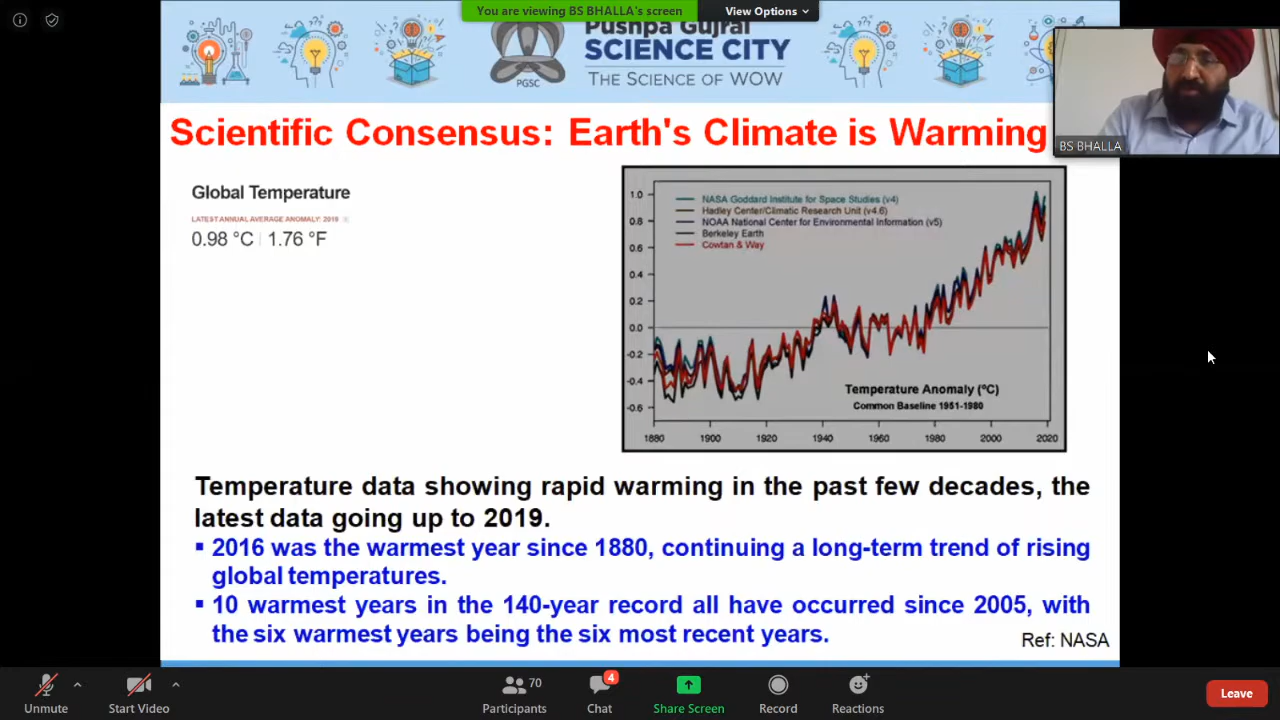 You are viewing BS BHALLA's screen
View Options
Pushpa Gujral
SCIENCE CITY
THE SCIENCE OF WOW
PGSC
Scientific Consensus: Earth's Climate is Warming
BS BHALLA
Global Temperature
LATEST ANNUAL AVERAGE ANOMALY: 2019
0.98 °C | 1.76 °F
NASA Goddard Institute for Space Studies (v4)
Hadley Center/Climatic Research Unit (v4.6)
NOAA National Center for Environmental Information (v5)
Berkeley Earth
Cowtan & Way
1.0
0.8
0.6
0.4
0.2
0.0
-0.2
-0.4
-0.6
Temperature Anomaly (ºC)
Common Baseline 1951-1980
1880 1900 1920 1940 1960 1980 2000 2020
Temperature data showing rapid warming in the past few decades, the
latest data going up to 2019.
▪ 2016 was the warmest year since 1880, continuing a long-term trend of rising
global temperatures.
▪ 10 warmest years in the 140-year record all have occurred since 2005, with
the six warmest years being the six most recent years.
Ref: NASA
Unmute
Start Video
70
Participants
4
Chat
Share Screen
Record
Reactions
Leave